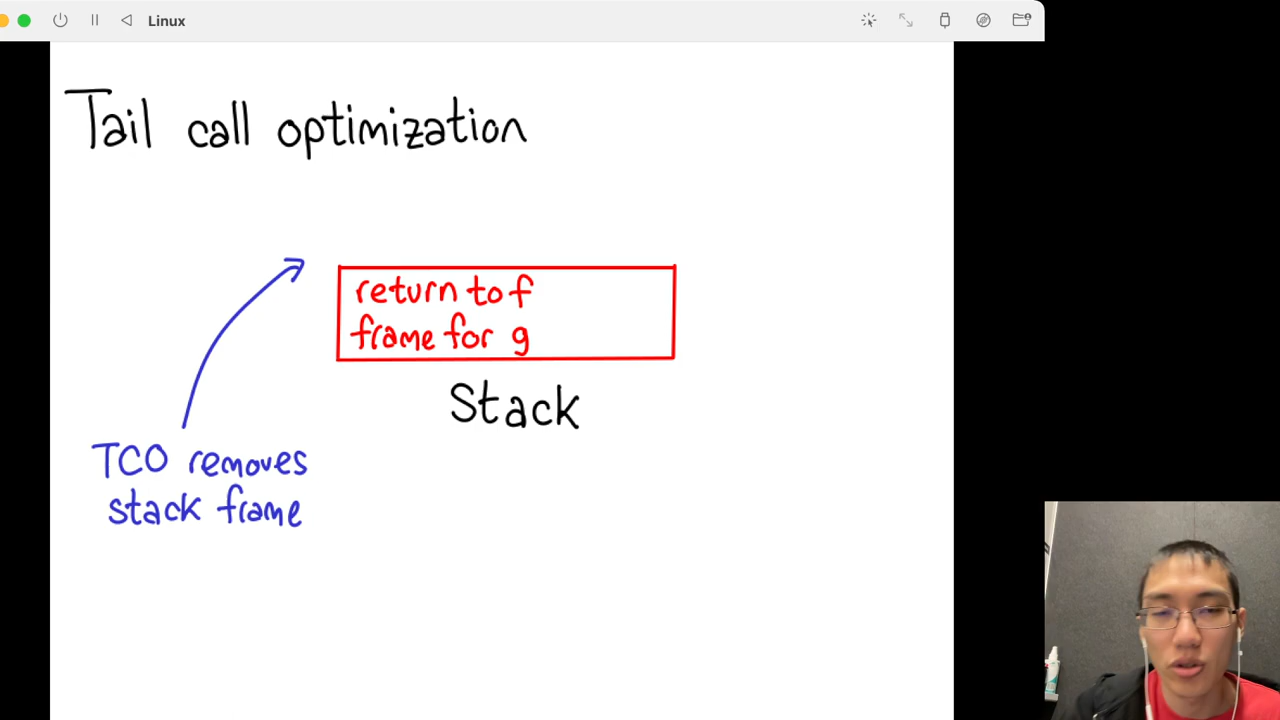 Linux
Tail call optimization
return to f
frame for g
Stack
TCO removes
stack frame